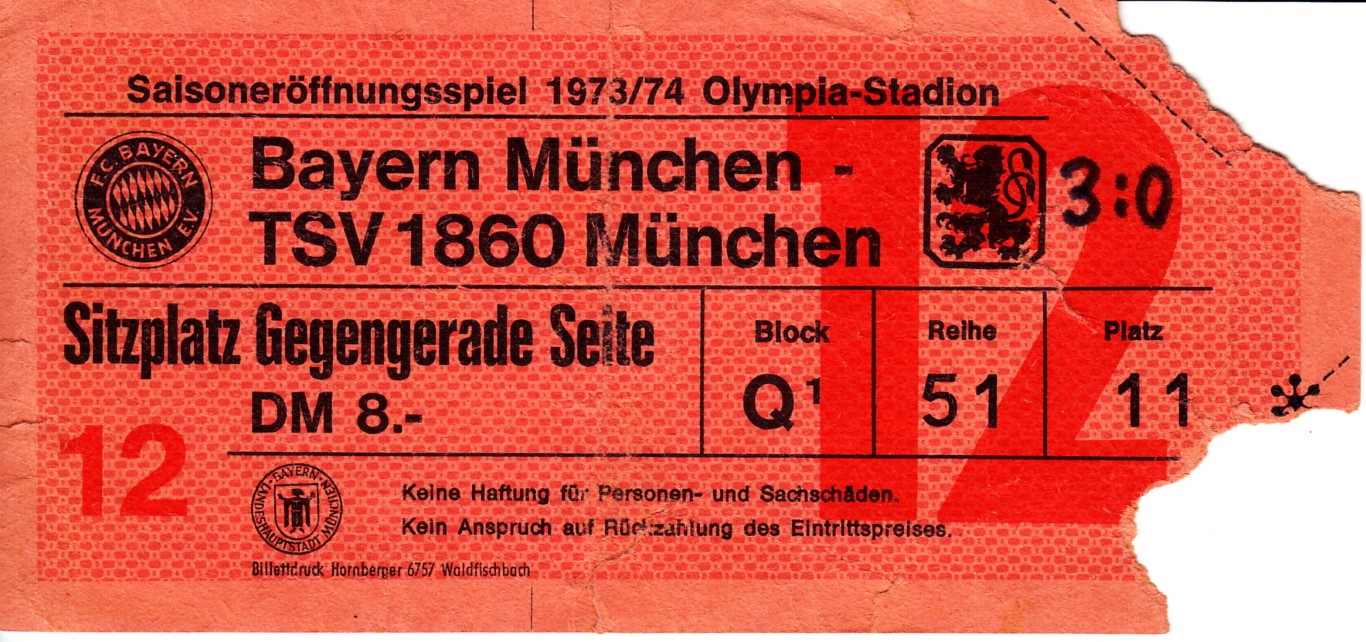 Saisoneröffnungsspiel 1973/74 Olympia-Stadion
F.C. BAYERN MÜNCHEN E.V.
Bayern München -
TSV 1860 München
3:0
Sitzplatz Gegengerade Seite
DM 8.-
Block
Q¹
Reihe
51
Platz
11
12
12
BAYERN · LANDESHAUPTSTADT MÜNCHEN ·
Keine Haftung für Personen- und Sachschäden.
Kein Anspruch auf Rückzahlung des Eintrittspreises.
Billettdruck Hornberger 6757 Waldfischbach